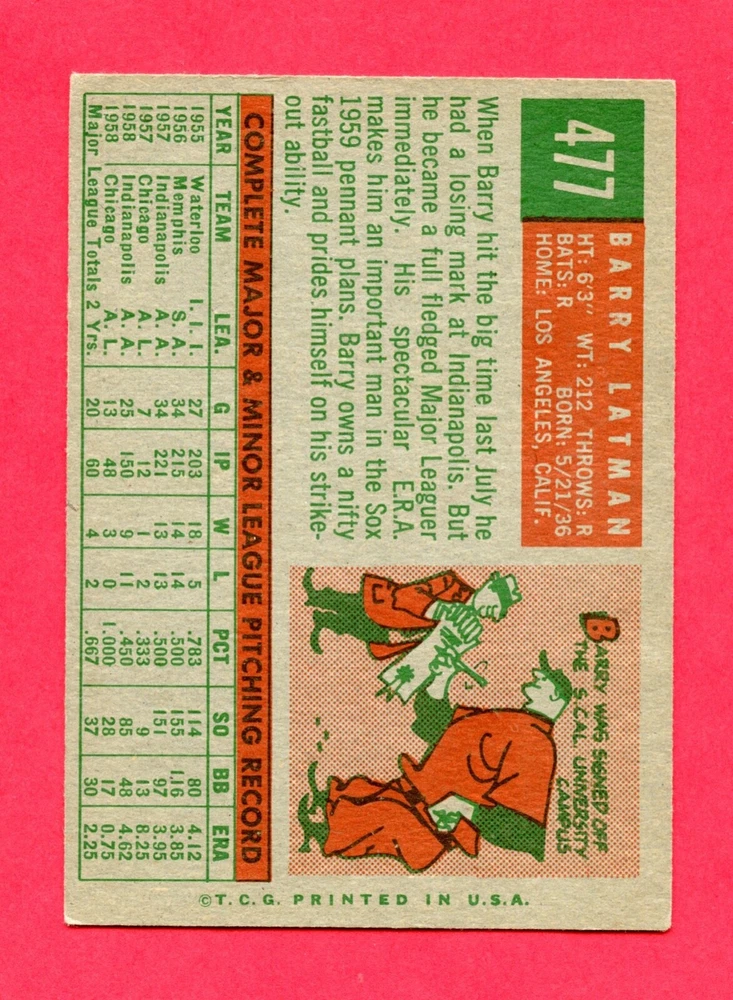 477
BARRY LATMAN
HT: 6'3" WT: 212 THROWS: R
BATS: R BORN: 5/21/36
HOME: LOS ANGELES, CALIF.
When Barry hit the big time last July he
had a losing mark at Indianapolis. But
he became a full fledged Major Leaguer
immediately. His spectacular E.R.A.
makes him an important man in the Sox
1959 pennant plans. Barry owns a nifty
fastball and prides himself on his strike-
out ability.
BARRY WAS SIGNED OFF
THE S. CAL. UNIVERSITY
CAMPUS
COMPLETE MAJOR & MINOR LEAGUE PITCHING RECORD
YEAR TEAM LEA. G IP W L PCT SO BB ERA
1955 Waterloo I. I. I. 27 203 18 5 .783 114 80 4.12
1956 Memphis S. A. 34 215 14 14 .500 155 116 3.85
1957 Indianapolis A. A. 34 221 13 13 .500 151 97 3.95
1957 Chicago A. L. 7 12 1 2 .333 9 13 8.25
1958 Indianapolis A. A. 25 150 9 11 .450 85 48 4.62
1958 Chicago A. L. 13 48 3 0 1.000 28 17 0.75
Major League Totals 2 Yrs. 20 60 4 2 .667 37 30 2.25
©T.C.G. PRINTED IN U.S.A.